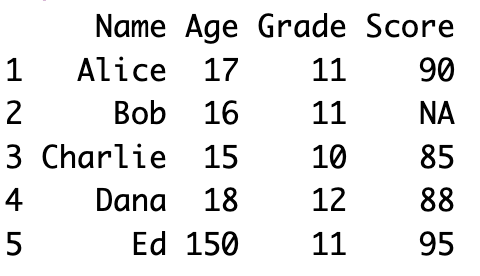 Name Age Grade Score
1 Alice 17 11 90
2 Bob 16 11 NA
3 Charlie 15 10 85
4 Dana 18 12 88
5 Ed 150 11 95